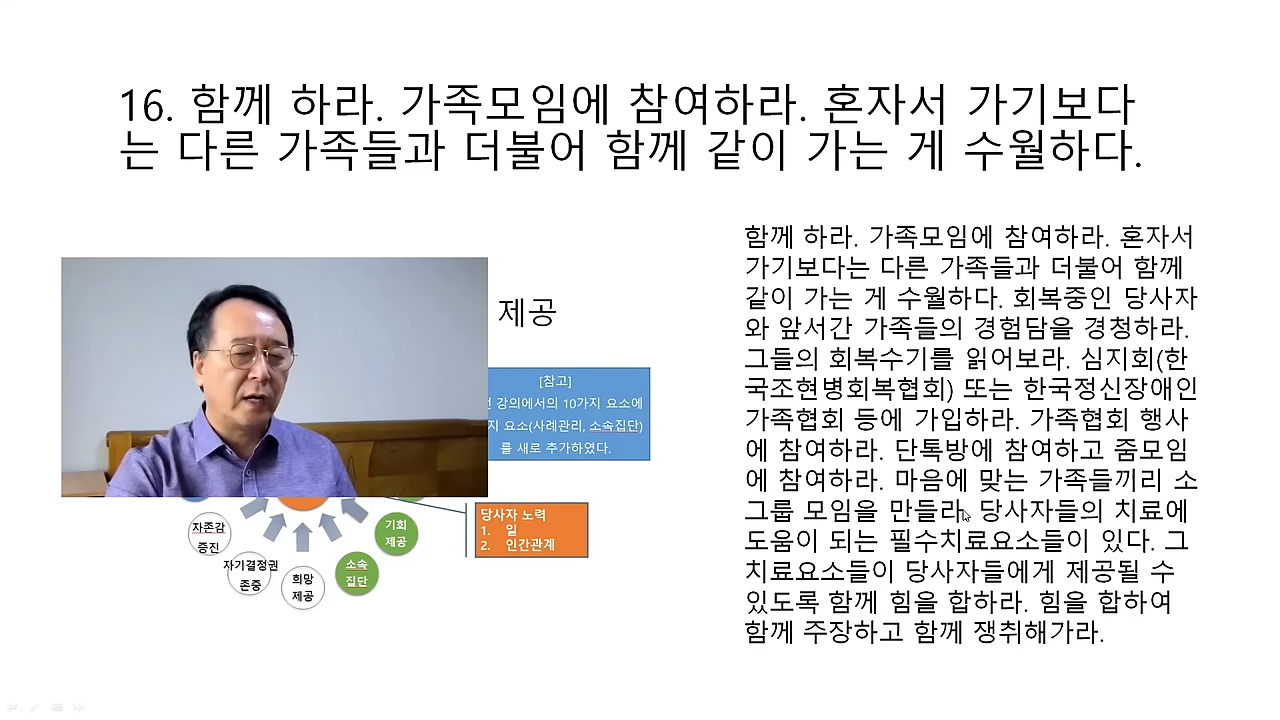 16. 함께 하라. 가족모임에 참여하라. 혼자서 가기보다
는 다른 가족들과 더불어 함께 같이 가는 게 수월하다.
제공
[참고]
강의에서의 10가지 요소에
요소(사례관리, 소속집단)
를 새로 추가하였다.
당사자 노력
1. 일
2. 인간관계
자존감
증진
자기결정권
존중
희망
제공
소속
집단
기회
제공
함께 하라. 가족모임에 참여하라. 혼자서
가기보다는 다른 가족들과 더불어 함께
같이 가는 게 수월하다. 회복중인 당사자
와 앞서간 가족들의 경험담을 경청하라.
그들의 회복수기를 읽어보라. 심지회(한
국조현병회복협회) 또는 한국정신장애인
가족협회 등에 가입하라. 가족협회 행사
에 참여하라. 단톡방에 참여하고 줌모임
에 참여하라. 마음에 맞는 가족들끼리 소
그룹 모임을 만들라. 당사자들의 치료에
도움이 되는 필수치료요소들이 있다. 그
치료요소들이 당사자들에게 제공될 수
있도록 함께 힘을 합하라. 힘을 합하여
함께 주장하고 함께 쟁취해가라.